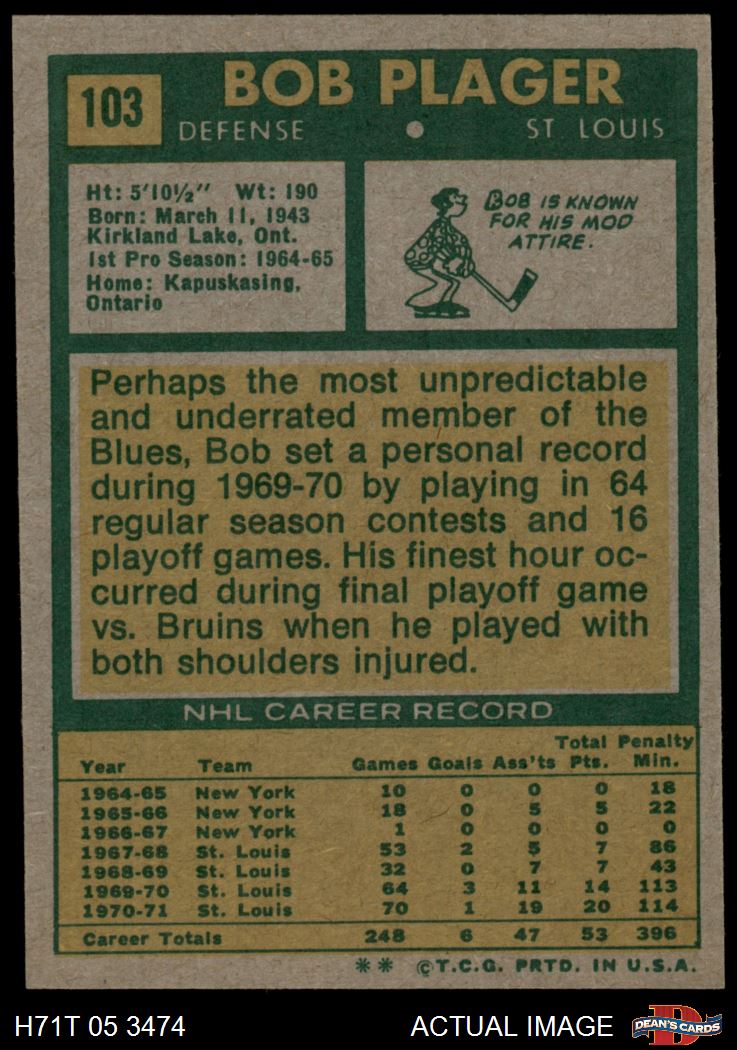 103
BOB PLAGER
DEFENSE • ST. LOUIS
Ht: 5'10½" Wt: 190
Born: March 11, 1943
Kirkland Lake, Ont.
1st Pro Season: 1964-65
Home: Kapuskasing,
Ontario
BOB IS KNOWN
FOR HIS MOD
ATTIRE.
Perhaps the most unpredictable
and underrated member of the
Blues, Bob set a personal record
during 1969-70 by playing in 64
regular season contests and 16
playoff games. His finest hour oc-
curred during final playoff game
vs. Bruins when he played with
both shoulders injured.
NHL CAREER RECORD
Year Team Games Goals Ass'ts Total Pts. Penalty Min.
1964-65 New York 10 0 0 0 18
1965-66 New York 18 0 5 5 22
1966-67 New York 1 0 0 0 0
1967-68 St. Louis 53 2 5 7 86
1968-69 St. Louis 32 0 7 7 43
1969-70 St. Louis 64 3 11 14 113
1970-71 St. Louis 70 1 19 20 114
Career Totals 248 6 47 53 396
** ©T.C.G. PRTD. IN U.S.A.
H71T 05 3474 ACTUAL IMAGE DEAN'S CARDS